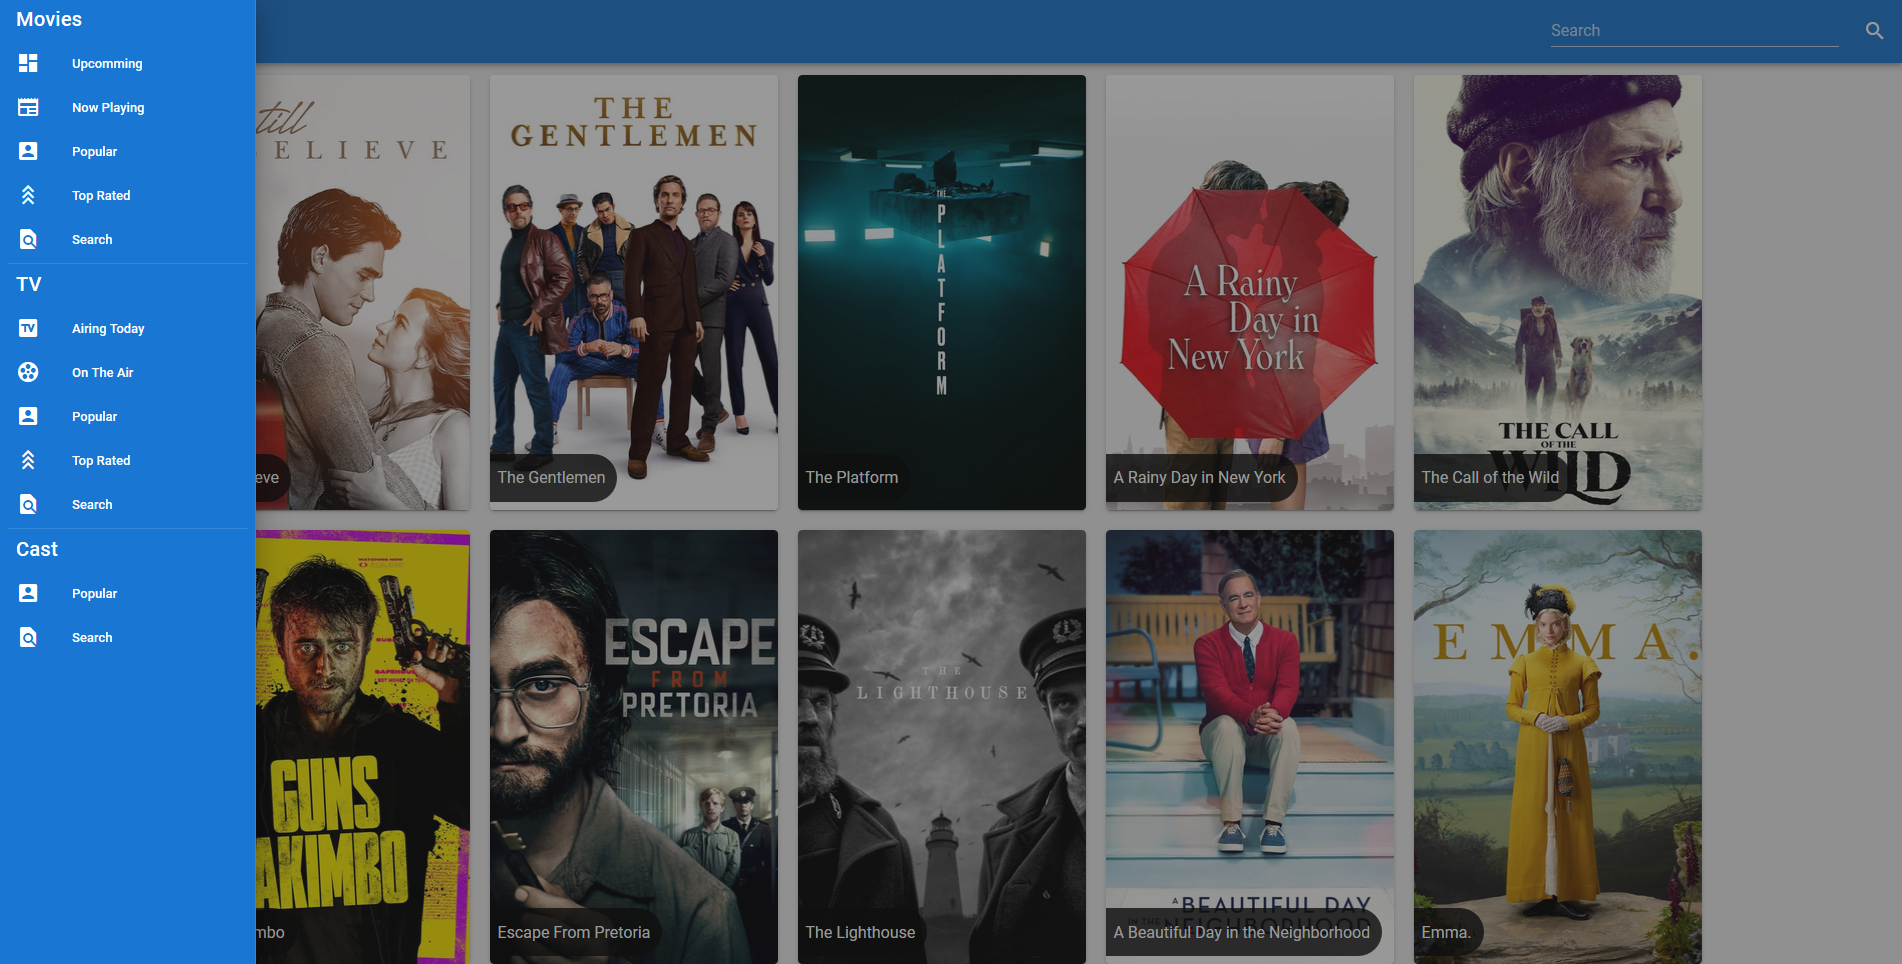 Movies
Upcomming
Now Playing
Popular
Top Rated
Search
TV
TV
Airing Today
On The Air
Popular
Top Rated
Search
Cast
Popular
Search
Search
till
ELIEVE
eve
THE
GENTLEMEN
The Gentlemen
THE
PLATFORM
The Platform
A Rainy
Day in
New York
A Rainy Day in New York
THE CALL
OF THE
WILD
The Call of the Wild
GUNS
AKIMBO
mbo
ESCAPE
FROM
PRETORIA
Escape From Pretoria
THE
LIGHTHOUSE
The Lighthouse
A BEAUTIFUL DAY
IN THE NEIGHBORHOOD
A Beautiful Day in the Neighborhood
EMMA.
Emma.